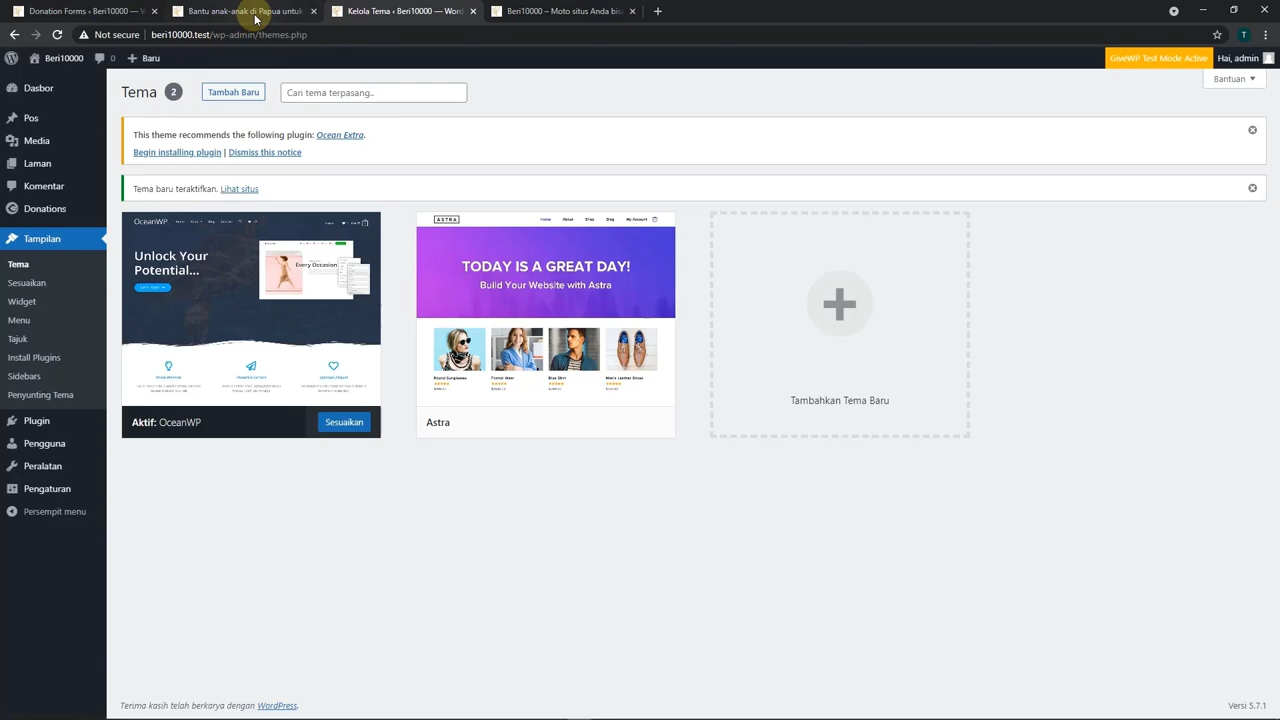 Donation Forms ‹ Beri10000 — W
Bantu anak-anak di Papua untuk
Kelola Tema ‹ Beri10000 — Word
Beri10000 – Moto situs Anda bisa
Not secure
beri10000.test/wp-admin/themes.php
T
Beri10000
0
Baru
GiveWP Test Mode Active
Hai, admin
Dasbor
Pos
Media
Laman
Komentar
Donations
Tampilan
Tema
Sesuaikan
Widget
Menu
Tajuk
Install Plugins
Sidebars
Penyunting Tema
Plugin
Pengguna
Peralatan
Pengaturan
Persempit menu
Tema 2
Tambah Baru
Cari tema terpasang..
Bantuan
This theme recommends the following plugin: Ocean Extra.
Begin installing plugin | Dismiss this notice
Tema baru teraktifkan. Lihat situs
OceanWP
Unlock Your
Potential...
Every Occasion
Aktif: OceanWP
Sesuaikan
ASTRA
Home
About
Shop
My Account
TODAY IS A GREAT DAY!
Build Your Website with Astra
Astra
Tambahkan Tema Baru
Terima kasih telah berkarya dengan WordPress.
Versi 5.7.1